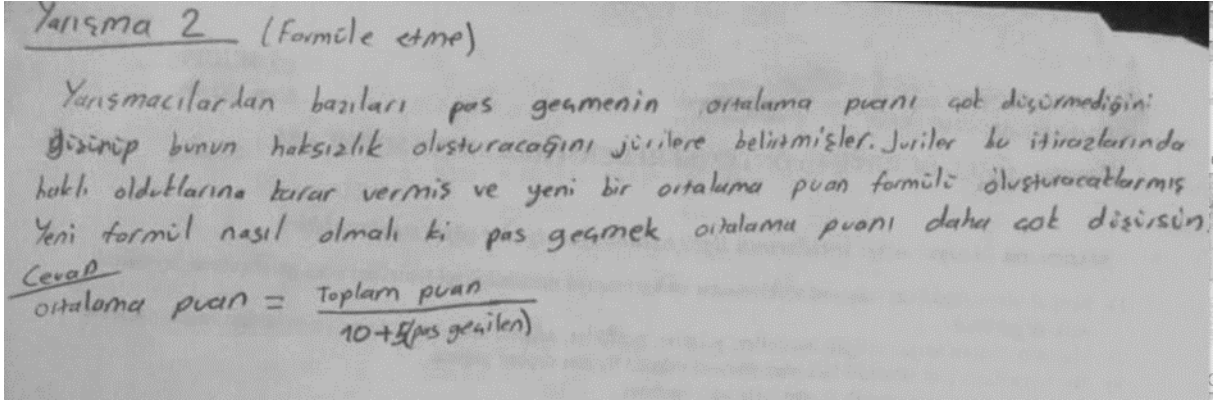 Yarışma 2 (Formüle etme)
Yarışmacılardan bazıları pas geçmenin ortalama puanı çok düşürmediğini
düşünüp bunun haksızlık oluşturacağını jürilere belirtmişler. Juriler bu itirazlarında
haklı olduklarına karar vermiş ve yeni bir ortalama puan formülü oluşturacaklarmış
Yeni formül nasıl olmalı ki pas geçmek ortalama puanı daha çok düşürsün
Cevap
ortalama puan = Toplam puan
10+5(pas geçilen)